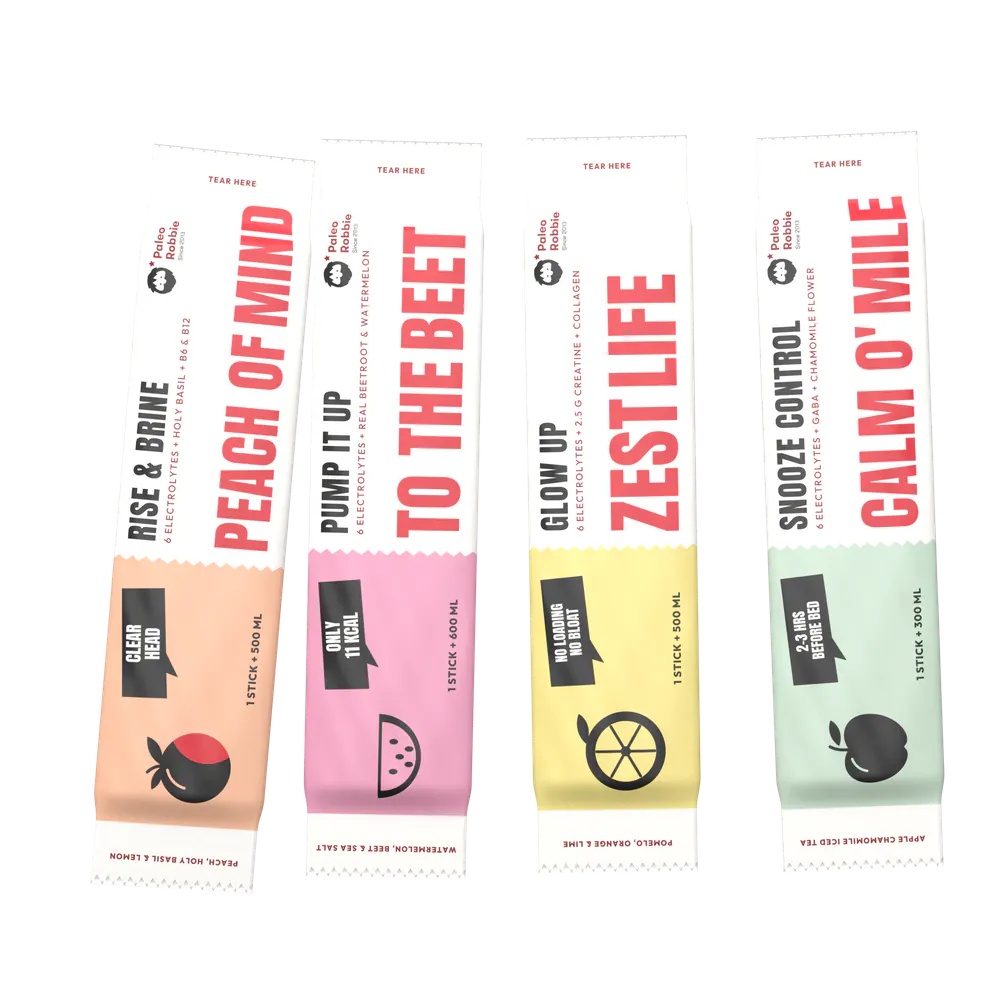 TEAR HERE
Paleo
Robbie
Since 2013
RISE & BRINE
6 ELECTROLYTES + HOLY BASIL + B6 & B12
PEACH OF MIND
CLEAR
HEAD
1 STICK + 500 ML
PEACH, HOLY BASIL & LEMON
TEAR HERE
Paleo
Robbie
Since 2013
PUMP IT UP
6 ELECTROLYTES + REAL BEETROOT & WATERMELON
TO THE BEET
ONLY
11 KCAL
1 STICK + 600 ML
WATERMELON, BEET & SEA SALT
TEAR HERE
Paleo
Robbie
Since 2013
GLOW UP
6 ELECTROLYTES + 2.5 G CREATINE + COLLAGEN
ZEST LIFE
NO LOADING
NO BLOAT
1 STICK + 500 ML
POMELO, ORANGE & LIME
TEAR HERE
Paleo
Robbie
Since 2013
SNOOZE CONTROL
6 ELECTROLYTES + GABA + CHAMOMILE FLOWER
CALM O' MILE
2-3 HRS
BEFORE BED
1 STICK + 300 ML
APPLE CHAMOMILE ICED TEA